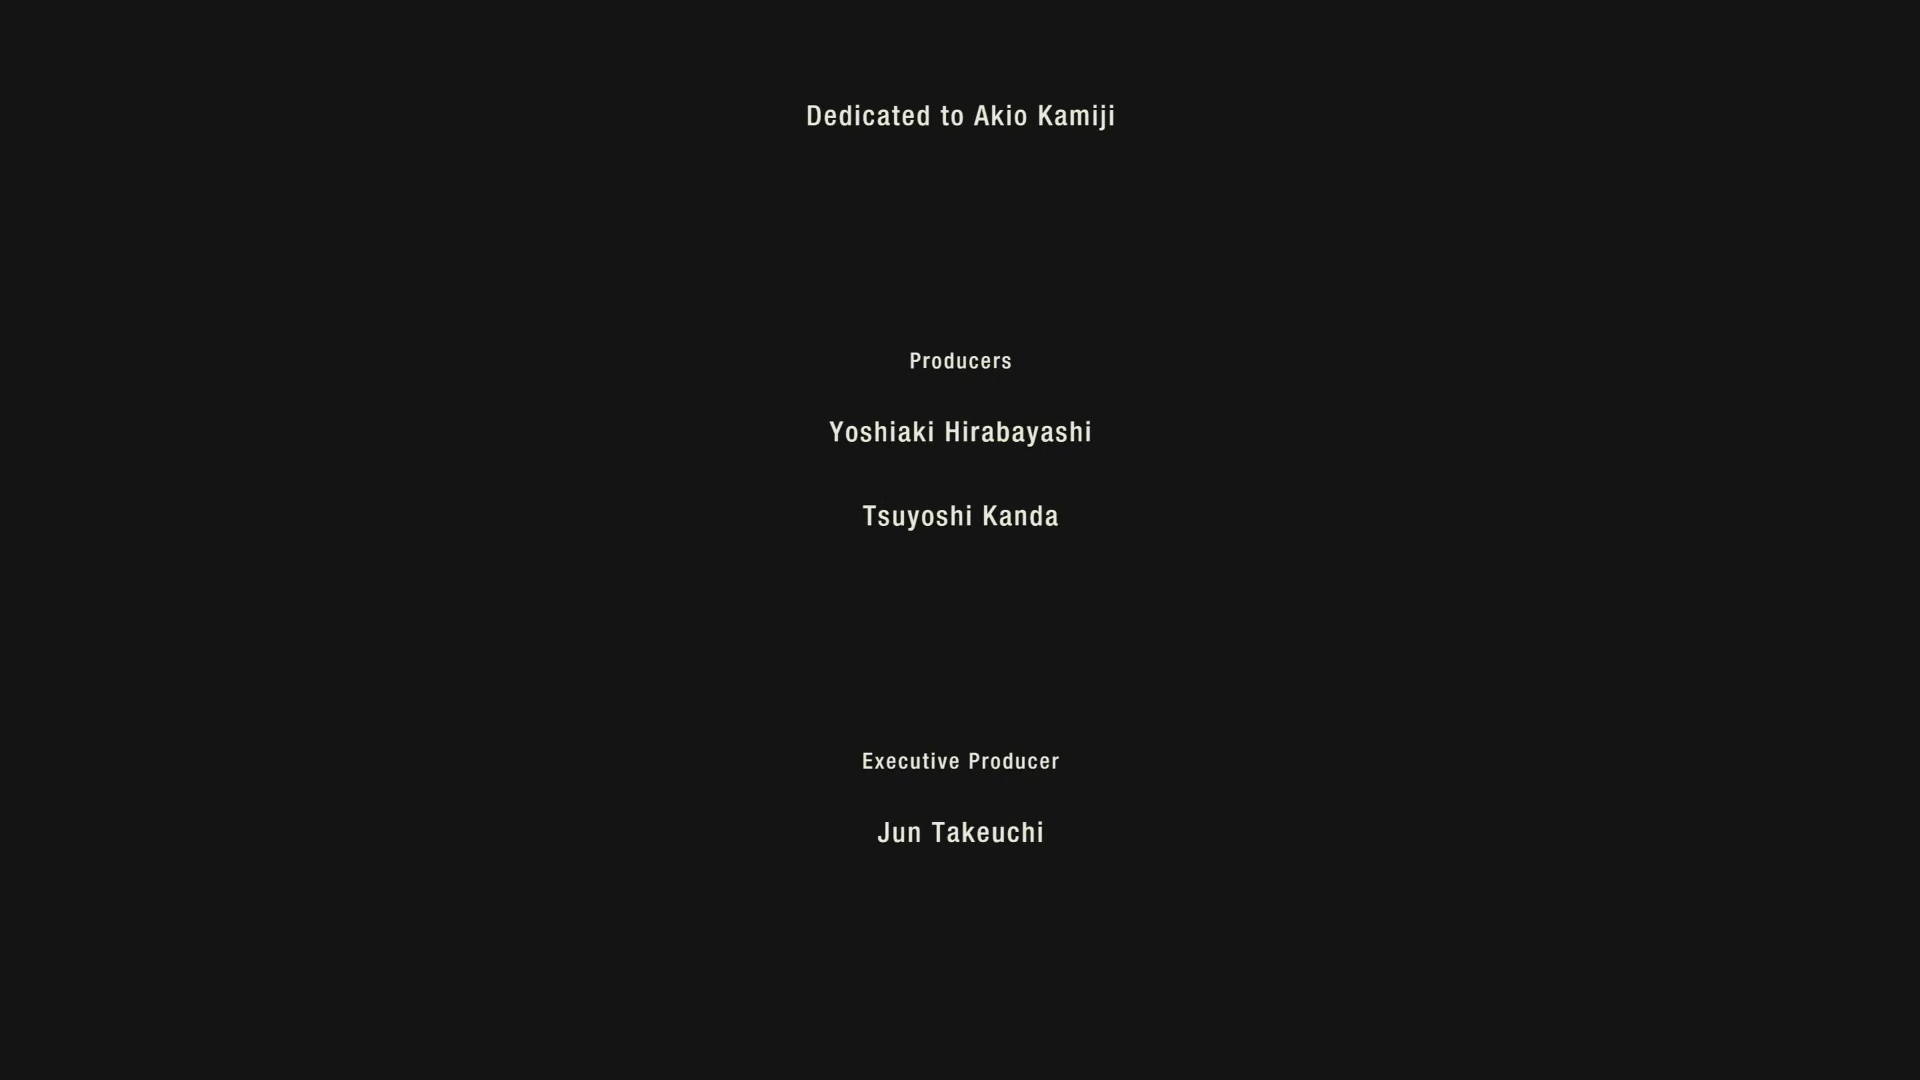 Dedicated to Akio Kamiji
Producers
Yoshiaki Hirabayashi
Tsuyoshi Kanda
Executive Producer
Jun Takeuchi